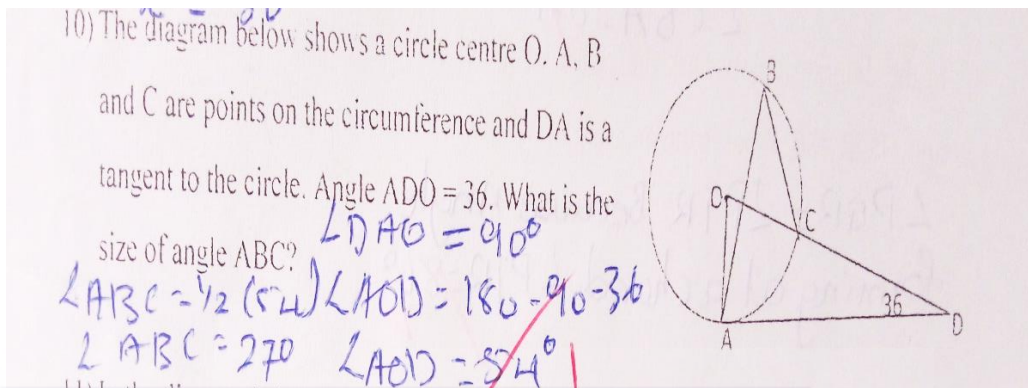 10) The diagram below shows a circle centre O. A, B
and C are points on the circumference and DA is a
tangent to the circle. Angle ADO = 36. What is the
size of angle ABC?
∠DAO = 90°
∠ABC = 1/2 (54) ∠AOD = 180 - 90 - 36
∠ABC = 270 ∠AOD = 54°
B
O
C
36
A
D